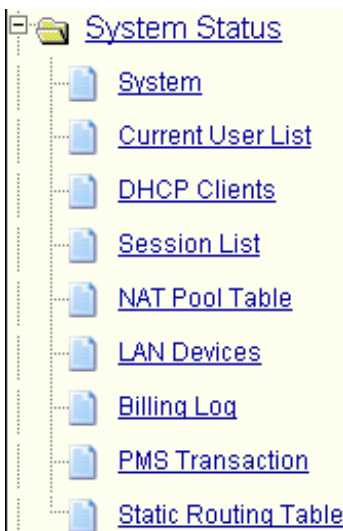 System Status
System
Current User List
DHCP Clients
Session List
NAT Pool Table
LAN Devices
Billing Log
PMS Transaction
Static Routing Table